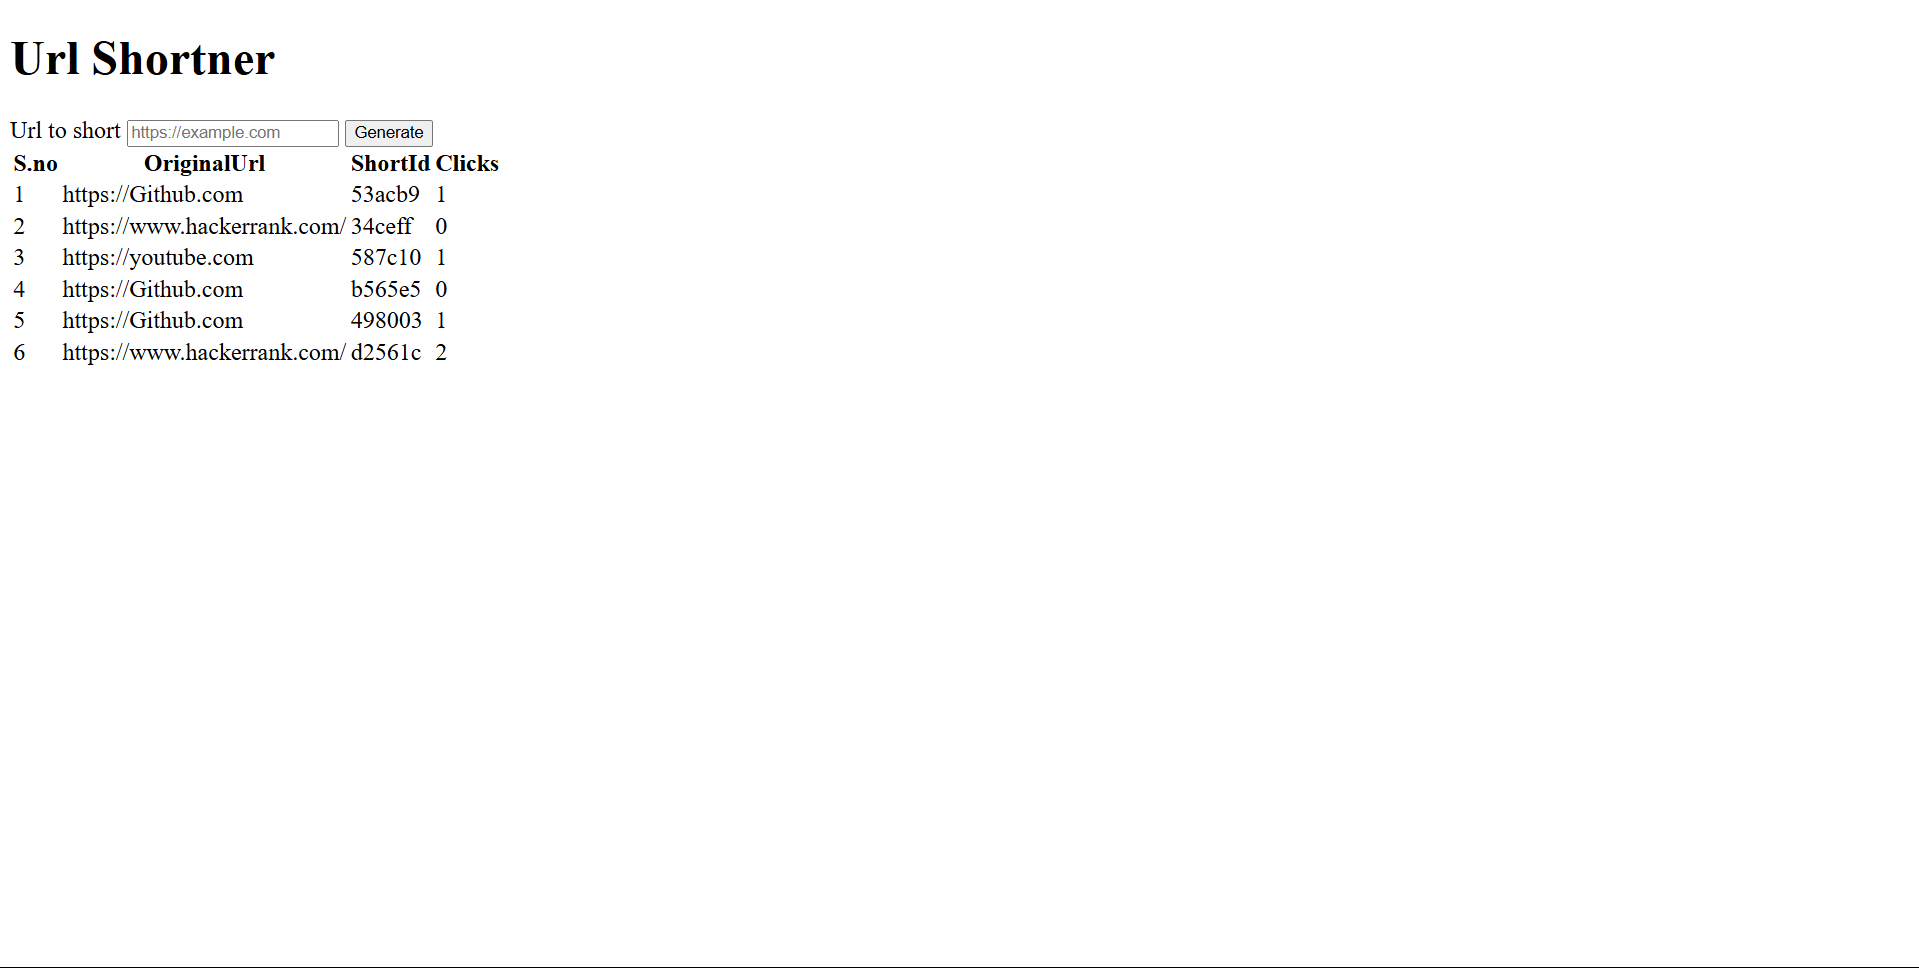 Url Shortner
Url to short https://example.com Generate
S.no OriginalUrl ShortId Clicks
1 https://Github.com 53acb9 1
2 https://www.hackerrank.com/ 34ceff 0
3 https://youtube.com 587c10 1
4 https://Github.com b565e5 0
5 https://Github.com 498003 1
6 https://www.hackerrank.com/ d2561c 2